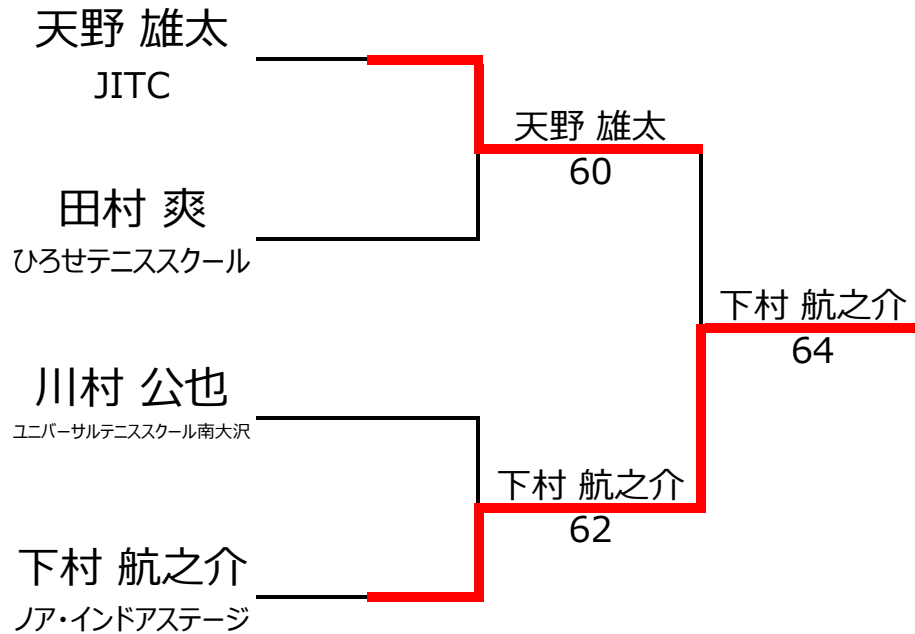 天野 雄太
JITC
田村 爽
ひろせテニススクール
川村 公也
ユニバーサルテニススクール南大沢
下村 航之介
ノア・インドアステージ
天野 雄太
60
下村 航之介
62
下村 航之介
64